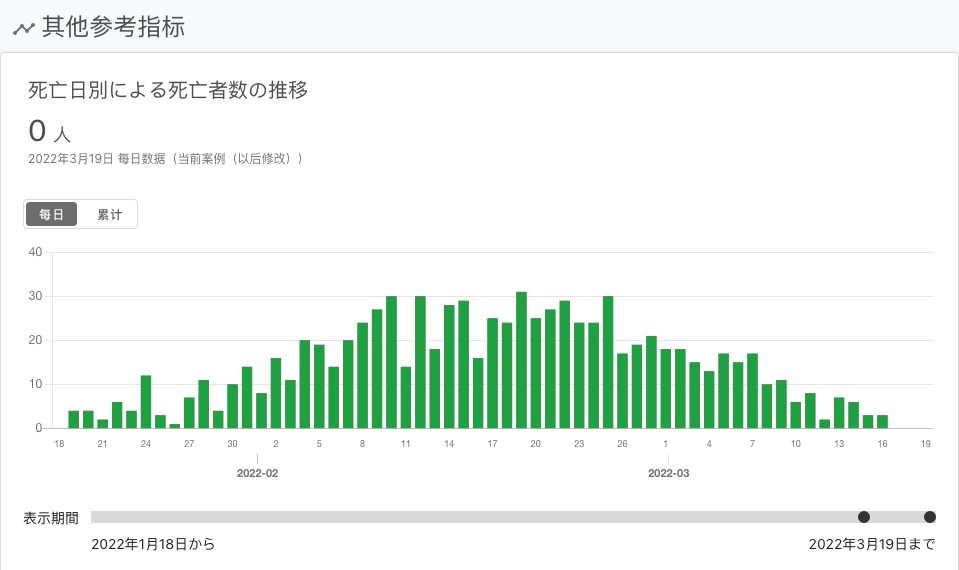 其他参考指标
死亡日別による死亡者数の推移
0 人
2022年3月19日 每日数据（当前案例（以后修改））
每日 累计
40
30
20
10
0
18 21 24 27 30 2 5 8 11 14 17 20 23 26 1 4 7 10 13 16 19
2022-02 2022-03
表示期間
2022年1月18日から 2022年3月19日まで